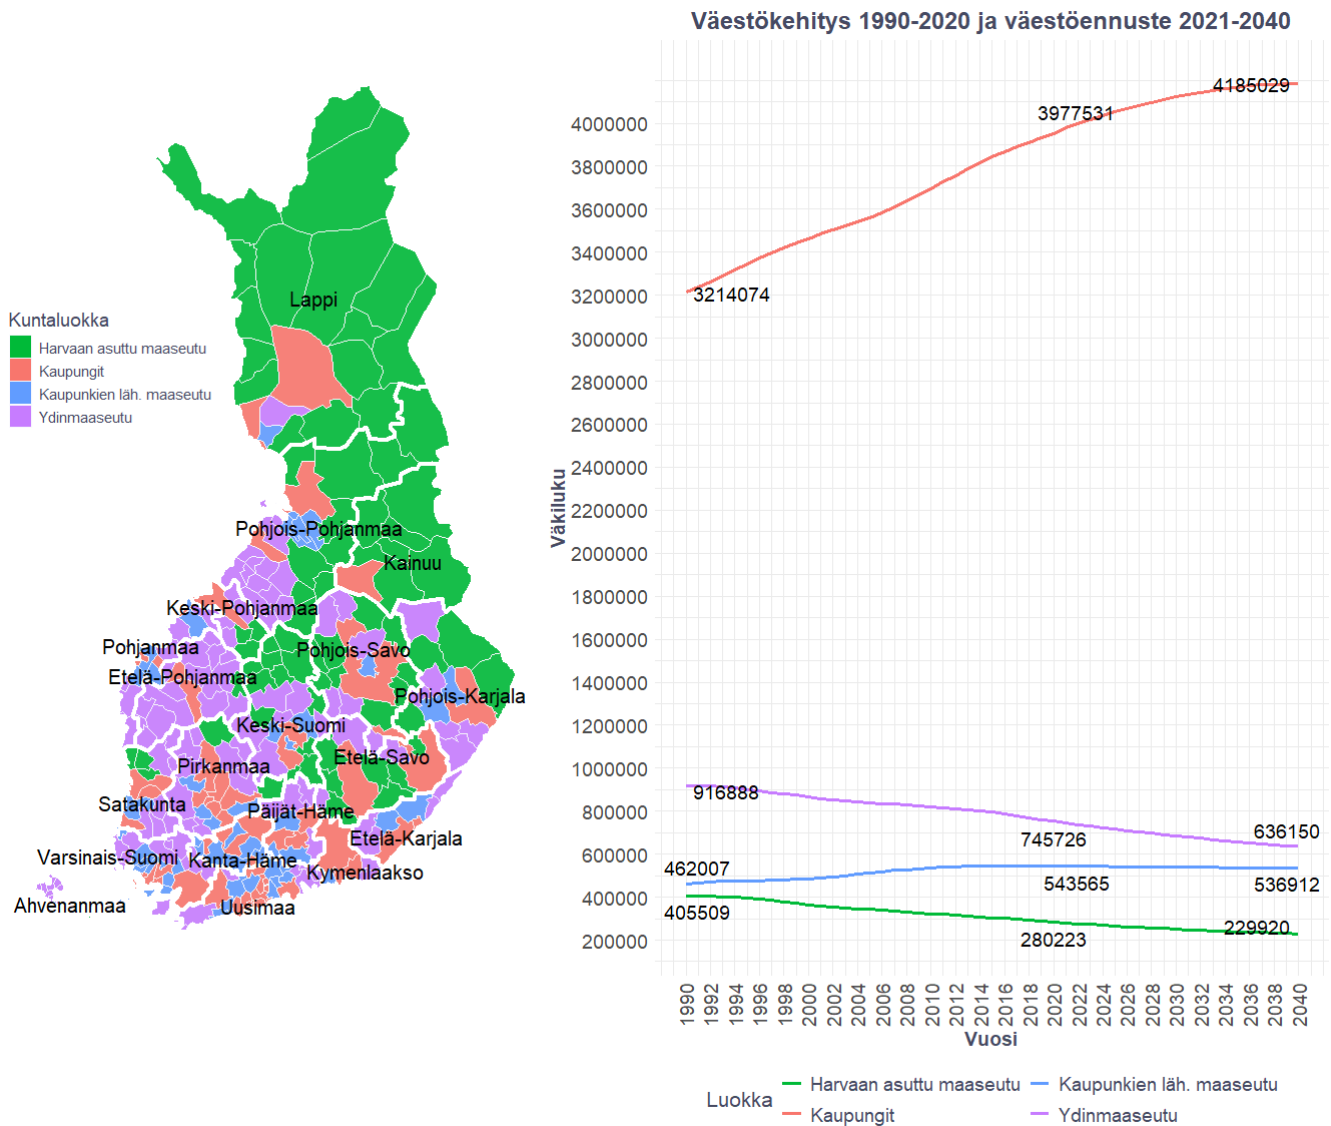 Väestökehitys 1990-2020 ja väestöennuste 2021-2040
Kuntaluokka
Harvaan asuttu maaseutu
Kaupungit
Kaupunkien läh. maaseutu
Ydinmaaseutu
Lappi
Pohjois-Pohjanmaa
Kainuu
Keski-Pohjanmaa
Pohjanmaa
Pohjois-Savo
Etelä-Pohjanmaa
Pohjois-Karjala
Keski-Suomi
Etelä-Savo
Pirkanmaa
Satakunta
Päijät-Häme
Etelä-Karjala
Varsinais-Suomi
Kanta-Häme
Kymenlaakso
Ahvenanmaa
Uusimaa
Väkiluku
4000000
3800000
3600000
3400000
3200000
3000000
2800000
2600000
2400000
2200000
2000000
1800000
1600000
1400000
1200000
1000000
800000
600000
400000
200000
3214074
3977531
4185029
916888
745726
636150
462007
543565
536912
405509
280223
229920
1990
1992
1994
1996
1998
2000
2002
2004
2006
2008
2010
2012
2014
2016
2018
2020
2022
2024
2026
2028
2030
2032
2034
2036
2038
2040
Vuosi
Luokka
Harvaan asuttu maaseutu
Kaupungit
Kaupunkien läh. maaseutu
Ydinmaaseutu